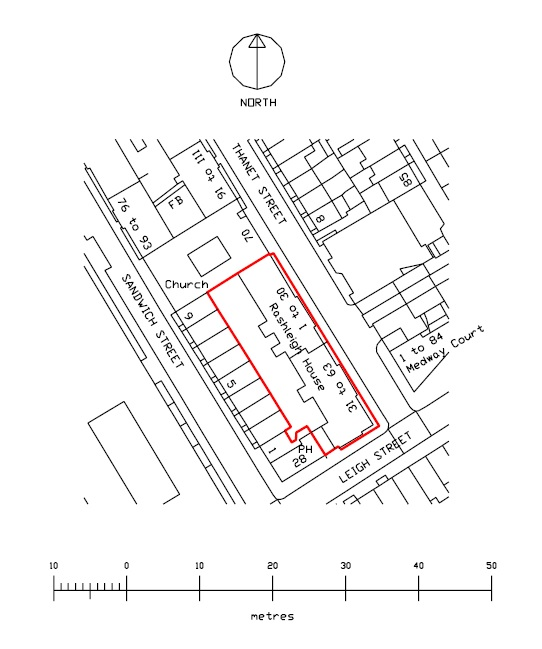 NORTH
THANET STREET
111 to 91
FB
76 to 93
8
85
70
Church
SANDWICH STREET
9
1 to 30
Rashleigh House
31 to 63
5
1 to 84
Medway Court
1
PH
28
LEIGH STREET
10 0 10 20 30 40 50
metres